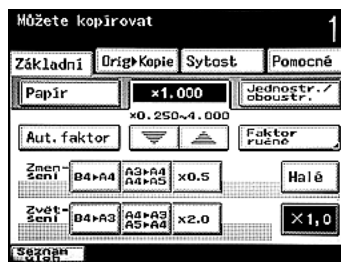 Můžete kopírovat 1
Základní Orig▸Kopie Sytost Pomocné
Papír ×1.000 Jednostr./
oboustr.
×0.250~4.000
Aut.faktor Faktor
ručně
Zmen-
šení B4▸A4 A3▸A4
A4▸A5 ×0.5 Malé
Zvět-
šení B4▸A3 A4▸A3
A5▸A4 ×2.0 ×1,0
Seznam
úloh